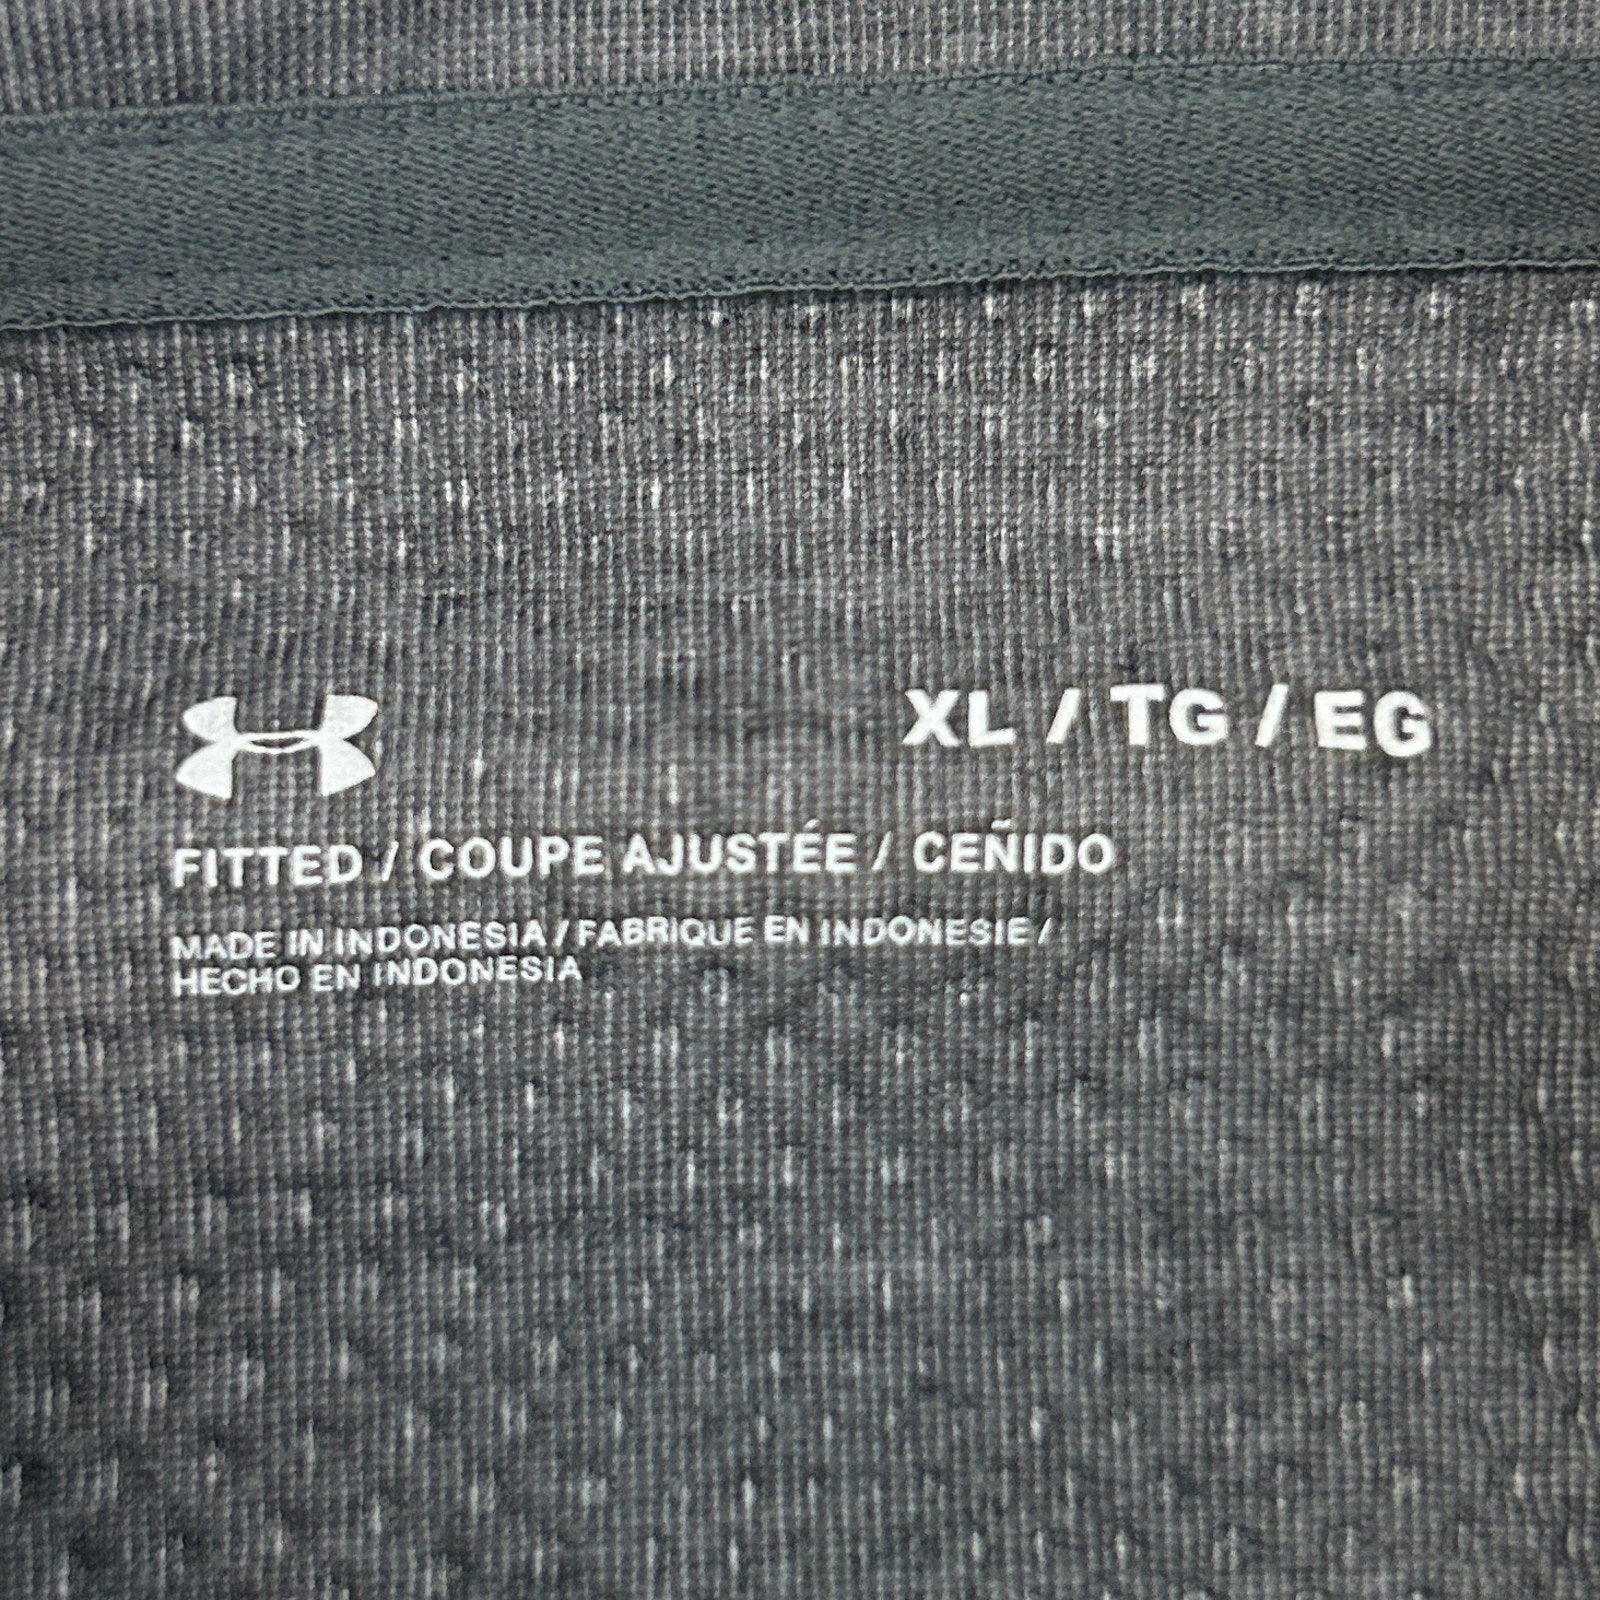 XL / TG / EG
FITTED / COUPE AJUSTÉE / CEÑIDO
MADE IN INDONESIA / FABRIQUE EN INDONESIE /
HECHO EN INDONESIA